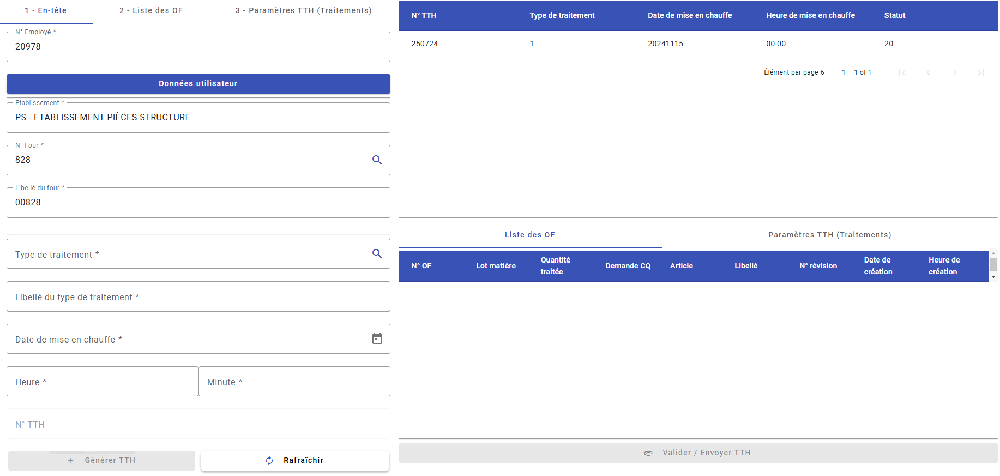 1 - En-tête
2 - Liste des OF
3 - Paramètres TTH (Traitements)
N° Employé *
20978
Données utilisateur
Etablissement *
PS - ETABLISSEMENT PIÈCES STRUCTURE
N° Four *
828
Libellé du four *
00828
Type de traitement *
Libellé du type de traitement *
Date de mise en chauffe *
Heure *
Minute *
N° TTH
Générer TTH
Rafraîchir
N° TTH
Type de traitement
Date de mise en chauffe
Heure de mise en chauffe
Statut
250724
1
20241115
00:00
20
Élément par page 6
1 – 1 of 1
Liste des OF
Paramètres TTH (Traitements)
N° OF
Lot matière
Quantité
traitée
Demande CQ
Article
Libellé
N° révision
Date de
création
Heure de
création
Valider / Envoyer TTH